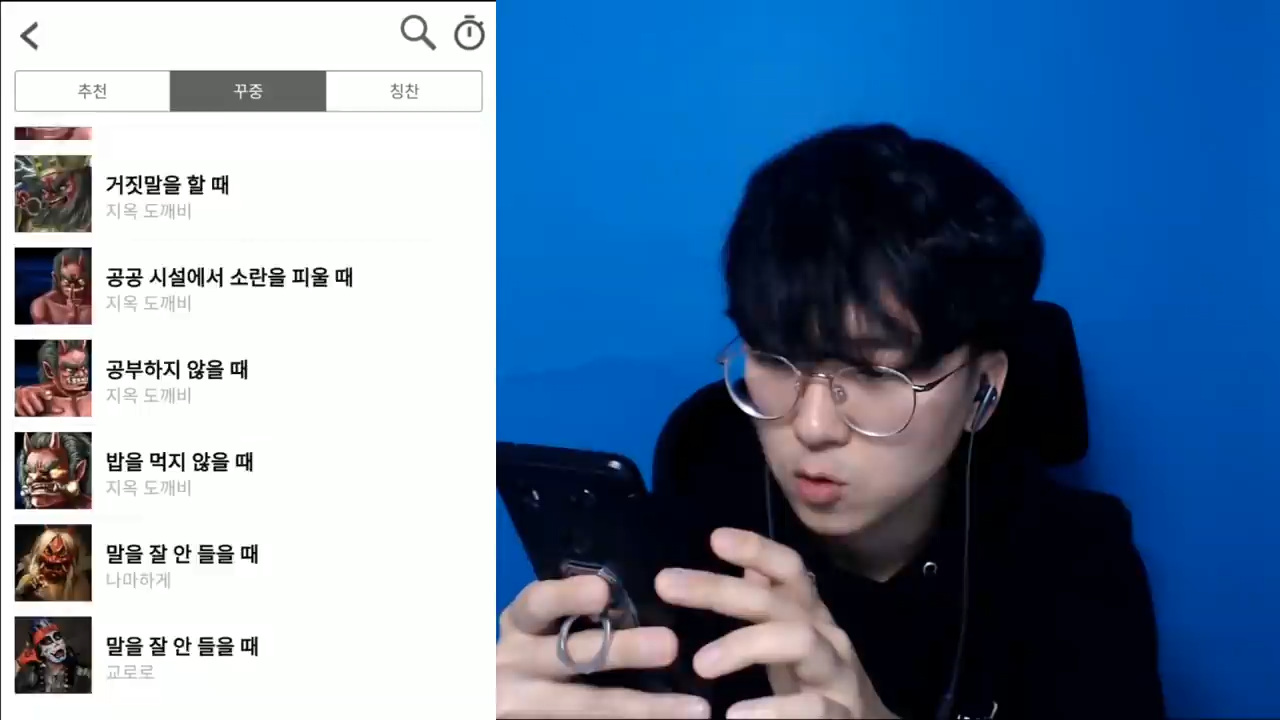 추천
꾸중
칭찬
거짓말을 할 때
지옥 도깨비
공공 시설에서 소란을 피울 때
지옥 도깨비
공부하지 않을 때
지옥 도깨비
밥을 먹지 않을 때
지옥 도깨비
말을 잘 안 들을 때
나마하게
말을 잘 안 들을 때
교로로